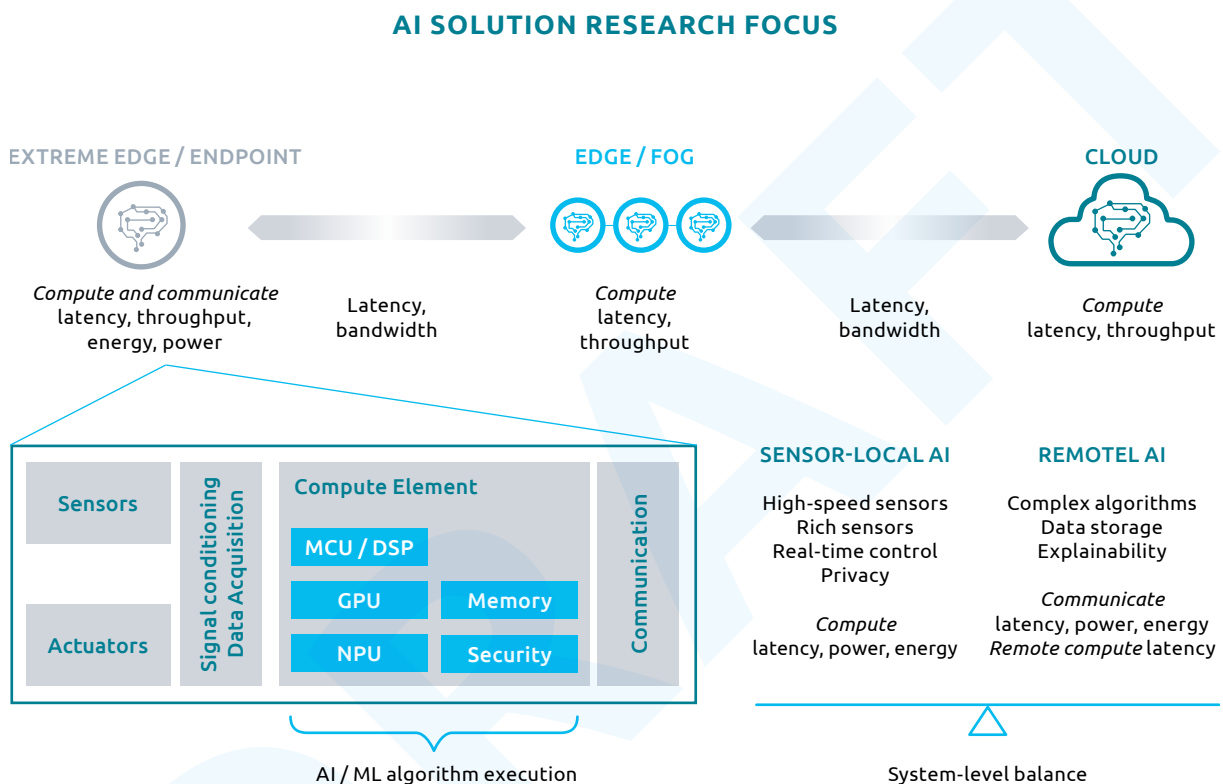 AI SOLUTION RESEARCH FOCUS
EXTREME EDGE / ENDPOINT
EDGE / FOG
CLOUD
Compute and communicate
latency, throughput,
energy, power
Latency,
bandwidth
Compute
latency,
throughput
Latency,
bandwidth
Compute
latency, throughput
Sensors
Actuators
Signal conditioning
Data Acquisition
Compute Element
MCU / DSP
GPU
Memory
NPU
Security
Communication
AI / ML algorithm execution
SENSOR-LOCAL AI
High-speed sensors
Rich sensors
Real-time control
Privacy
Compute
latency, power, energy
REMOTEL AI
Complex algorithms
Data storage
Explainability
Communicate
latency, power, energy
Remote compute latency
System-level balance
DRAFT